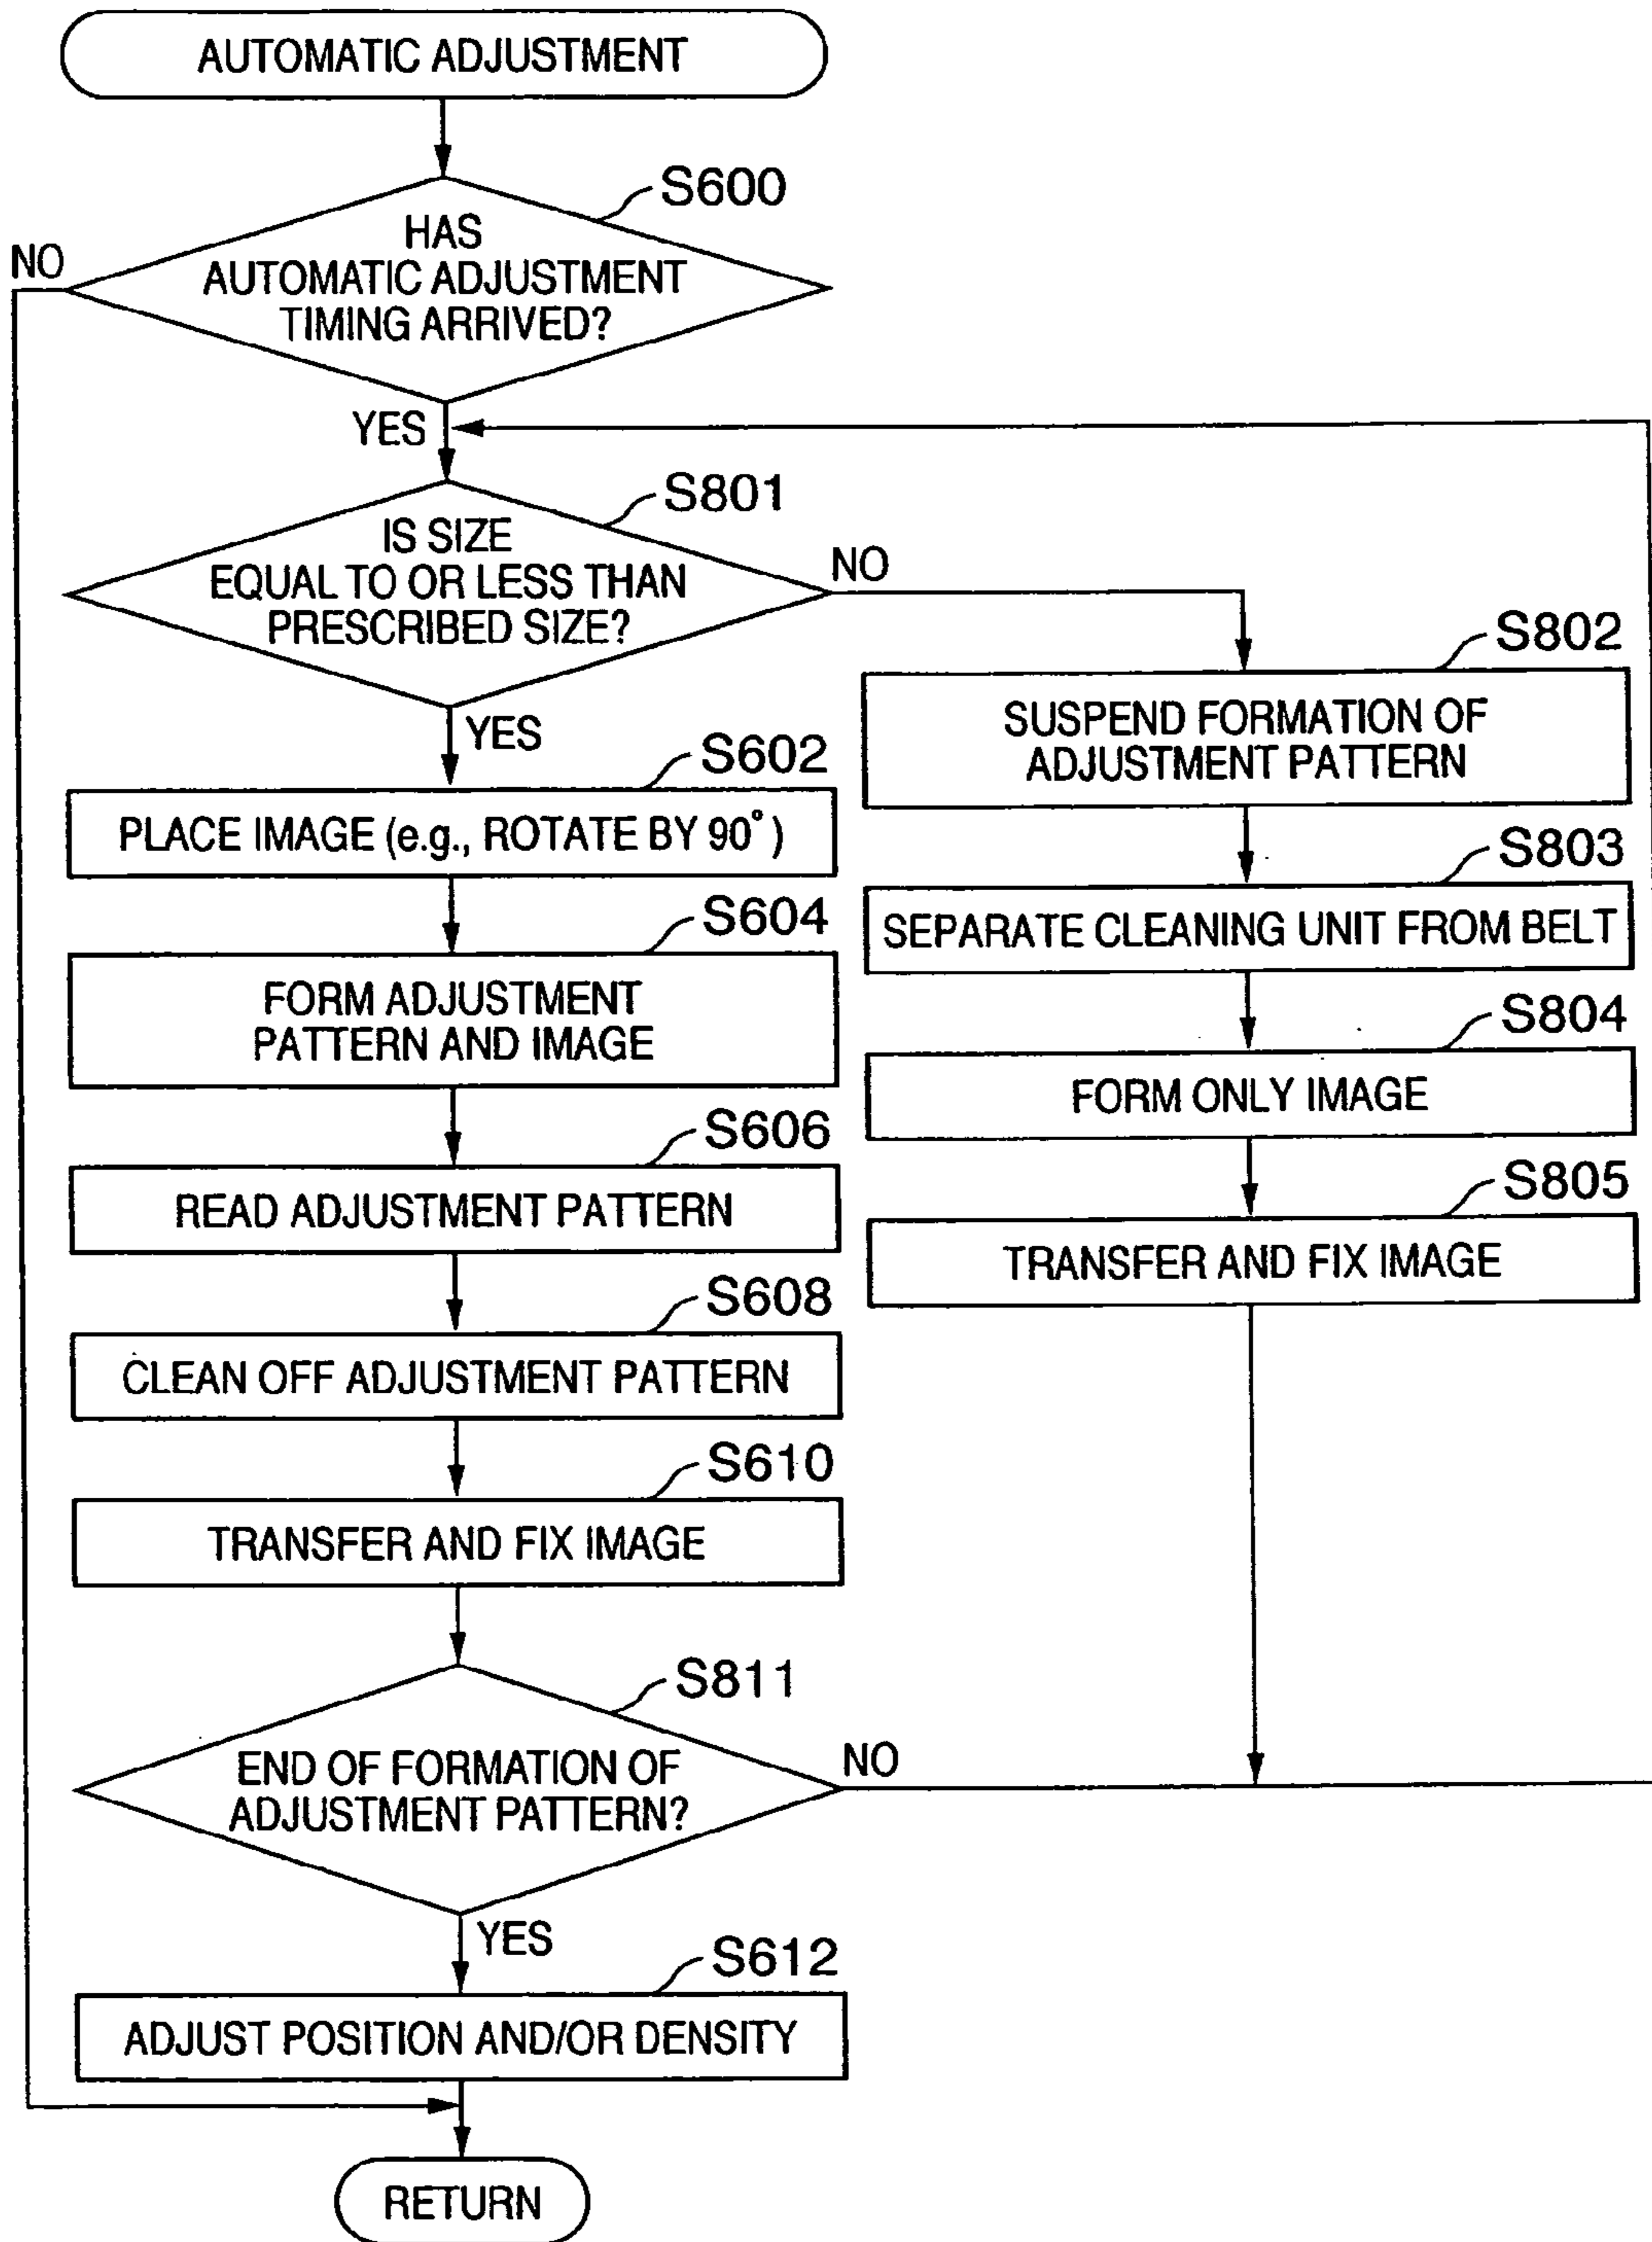 AUTOMATIC ADJUSTMENT
S600
HAS
AUTOMATIC ADJUSTMENT
TIMING ARRIVED?
NO
YES
S801
IS SIZE
EQUAL TO OR LESS THAN
PRESCRIBED SIZE?
NO
YES
S802
SUSPEND FORMATION OF
ADJUSTMENT PATTERN
S803
SEPARATE CLEANING UNIT FROM BELT
S804
FORM ONLY IMAGE
S805
TRANSFER AND FIX IMAGE
S602
PLACE IMAGE (e.g., ROTATE BY 90°)
S604
FORM ADJUSTMENT
PATTERN AND IMAGE
S606
READ ADJUSTMENT PATTERN
S608
CLEAN OFF ADJUSTMENT PATTERN
S610
TRANSFER AND FIX IMAGE
S811
END OF FORMATION OF
ADJUSTMENT PATTERN?
NO
YES
S612
ADJUST POSITION AND/OR DENSITY
RETURN